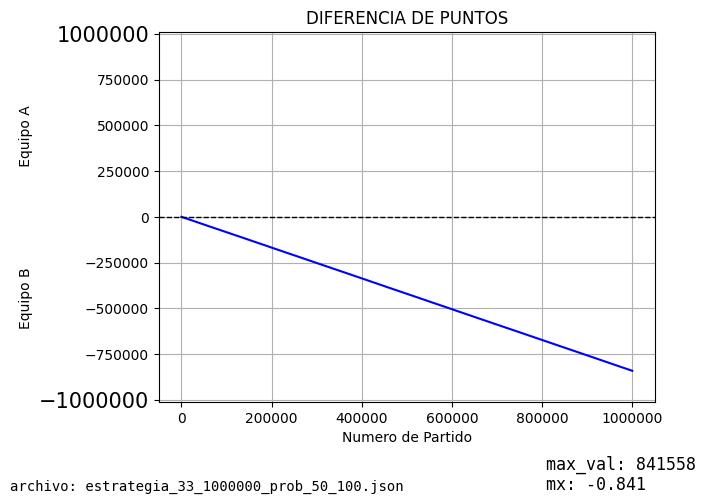 DIFERENCIA DE PUNTOS
1000000
750000
500000
250000
0
−250000
−500000
−750000
−1000000
Equipo A
Equipo B
0 200000 400000 600000 800000 1000000
Numero de Partido
max_val: 841558
mx: -0.841
archivo: estrategia_33_1000000_prob_50_100.json